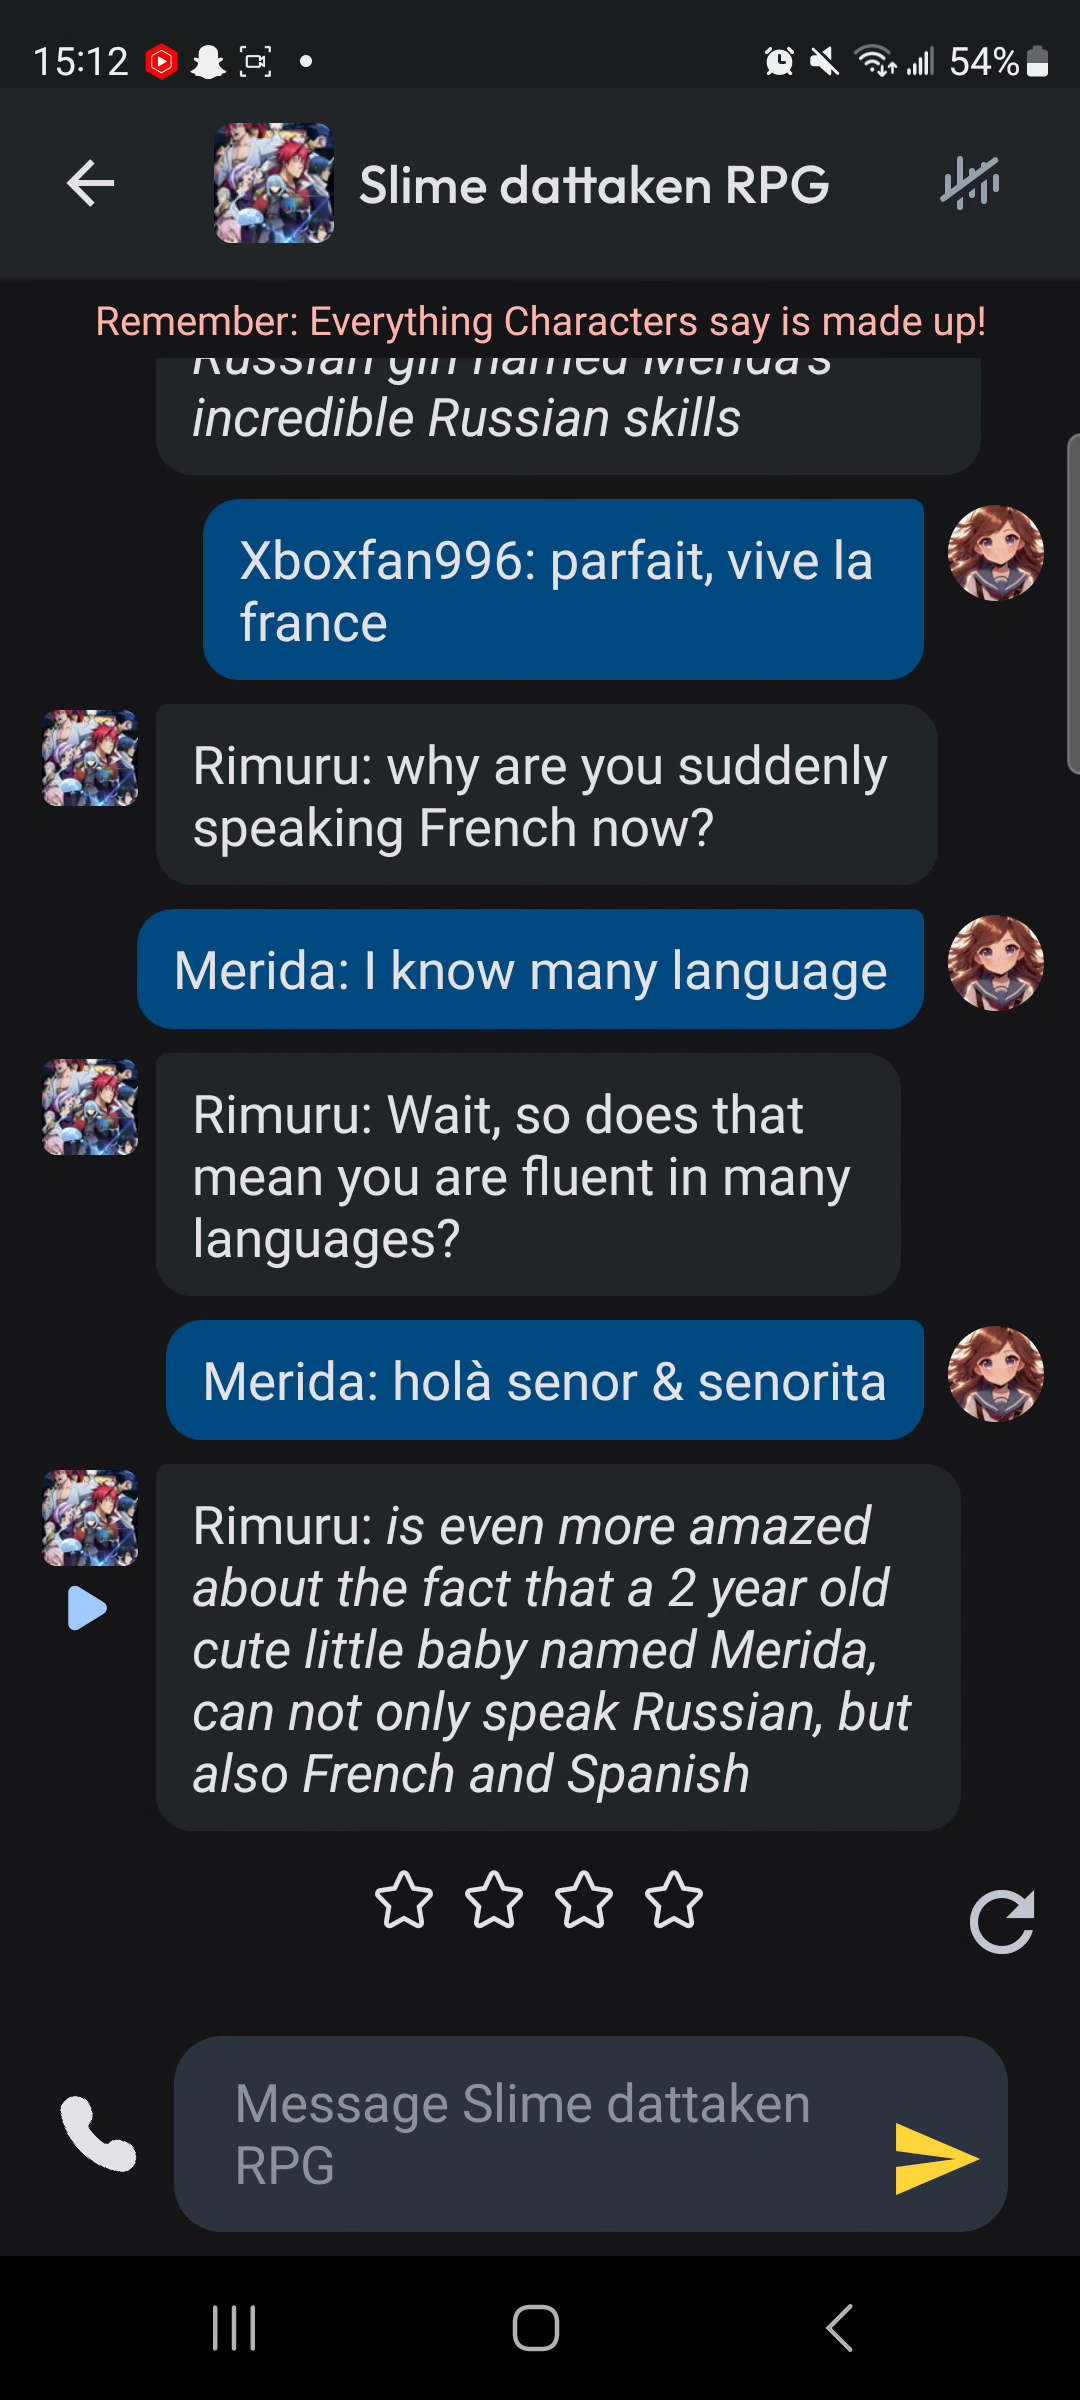 15:12
54%
Slime dattaken RPG
Remember: Everything Characters say is made up!
Russian girl named Merida's
incredible Russian skills
Xboxfan996: parfait, vive la
france
Rimuru: why are you suddenly
speaking French now?
Merida: I know many language
Rimuru: Wait, so does that
mean you are fluent in many
languages?
Merida: holà senor & senorita
Rimuru: is even more amazed
about the fact that a 2 year old
cute little baby named Merida,
can not only speak Russian, but
also French and Spanish
Message Slime dattaken
RPG